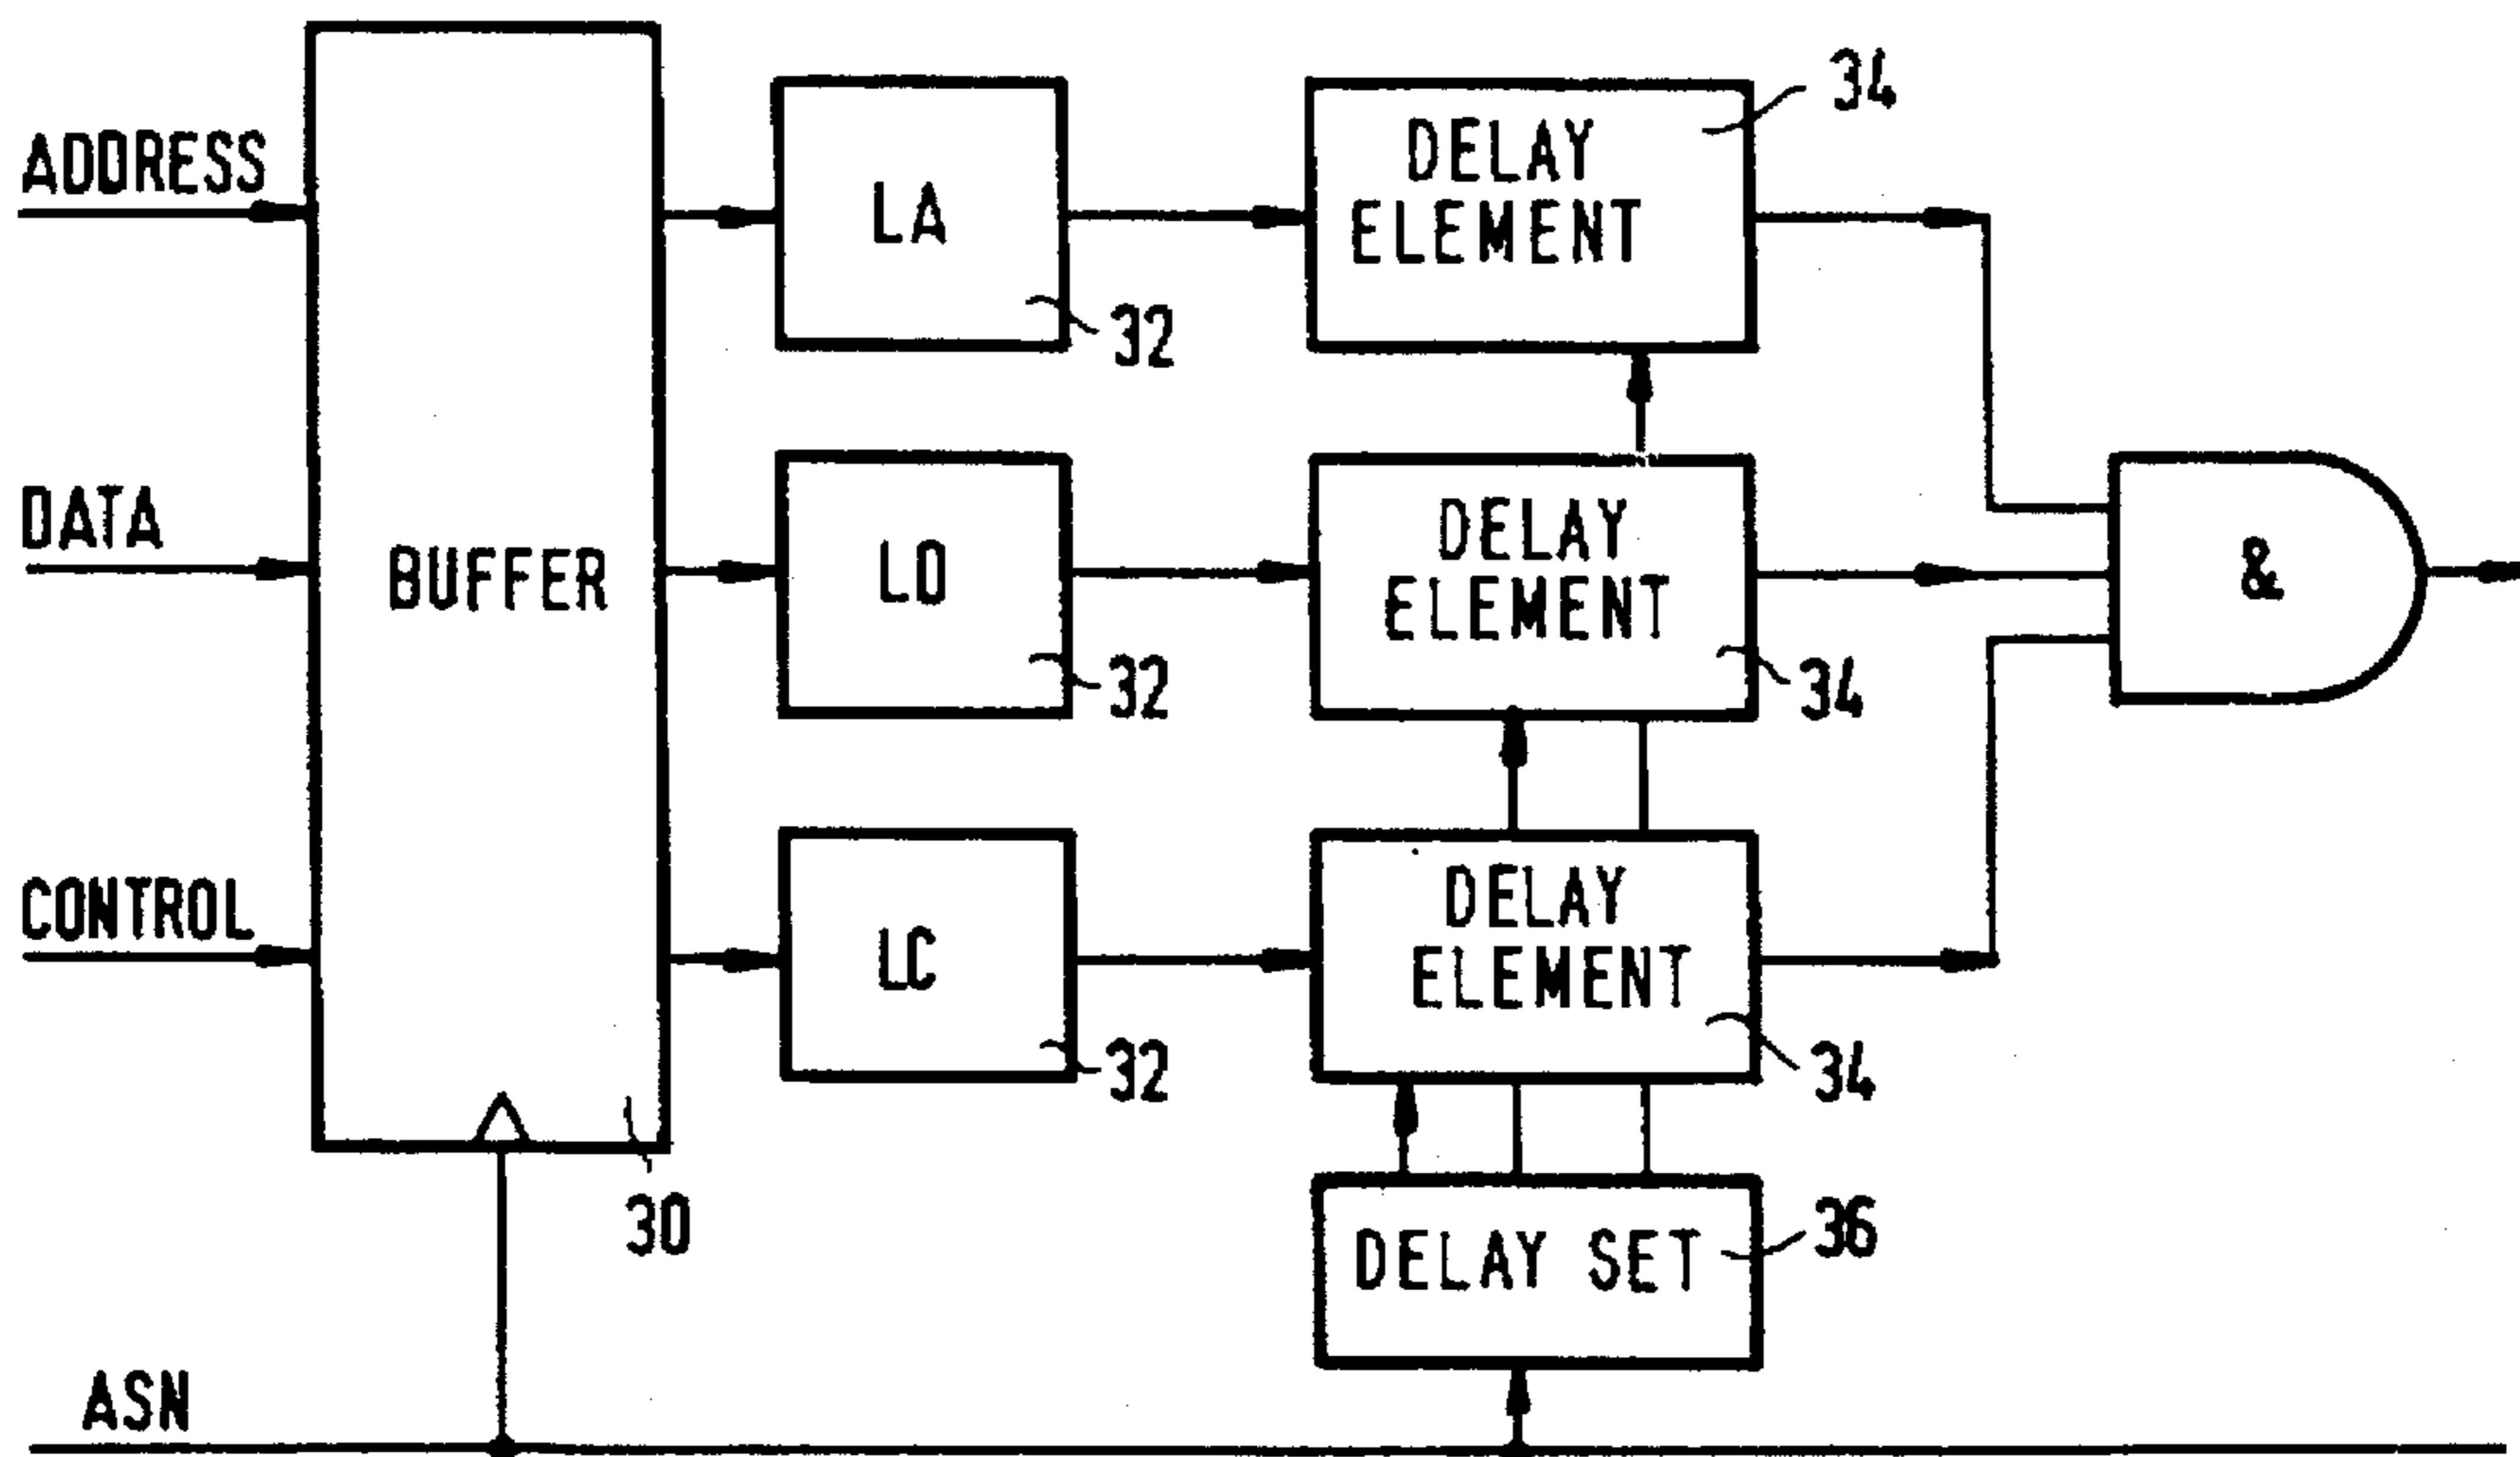 34
ADDRESS
DELAY
ELEMENT
LA
32
DATA
BUFFER
LD
DELAY
ELEMENT
&
32
34
CONTROL
LC
DELAY
ELEMENT
32
34
30
DELAY SET
36
ASN